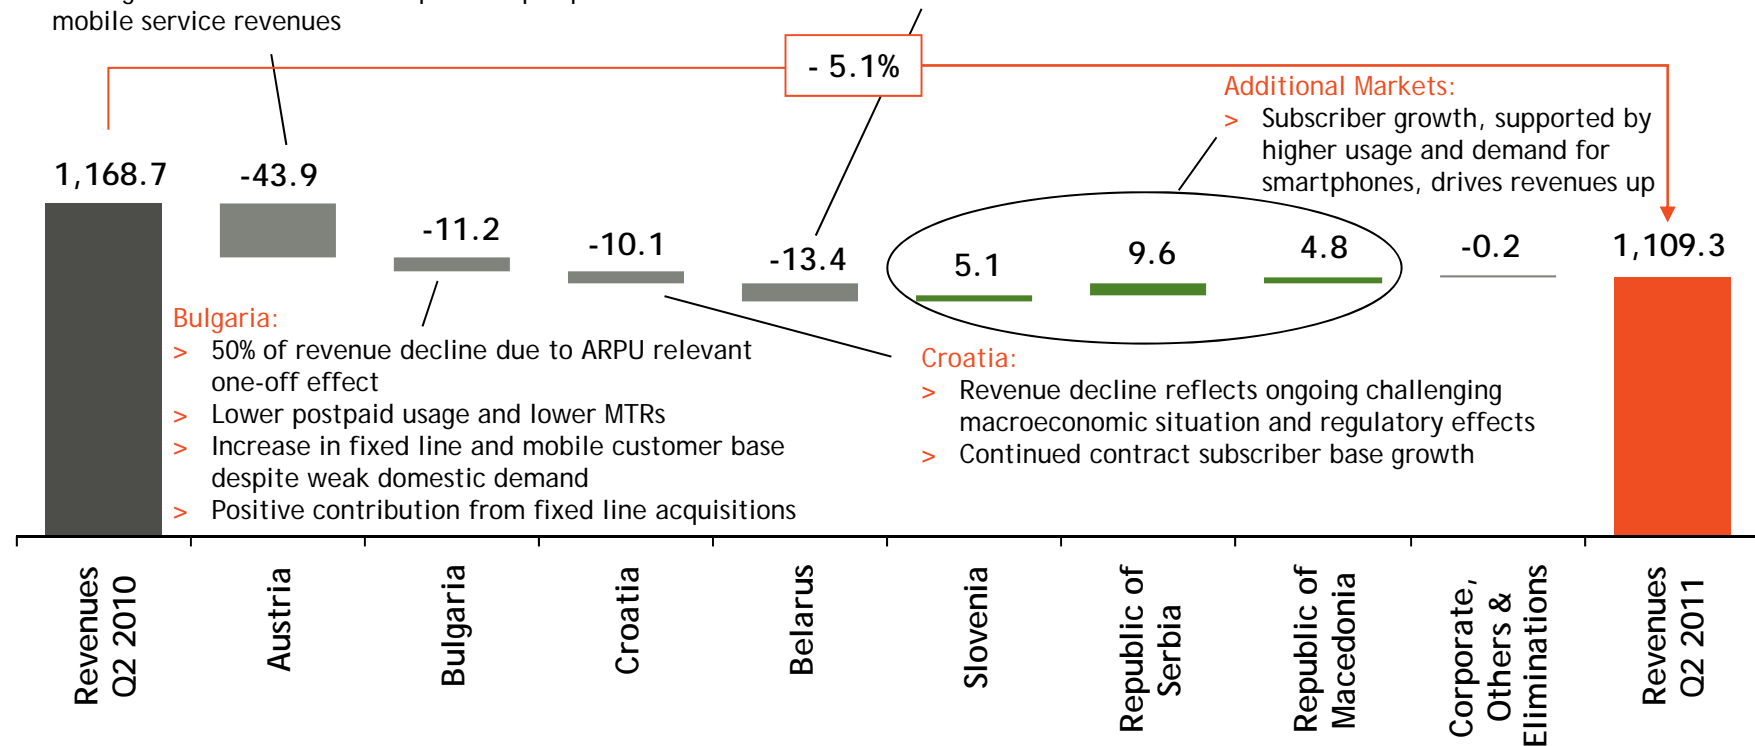 mobile service revenues
- 5.1%
Additional Markets:
> Subscriber growth, supported by
higher usage and demand for
smartphones, drives revenues up
1,168.7
-43.9
-11.2
-10.1
-13.4
5.1
9.6
4.8
-0.2
1,109.3
Bulgaria:
> 50% of revenue decline due to ARPU relevant
one-off effect
> Lower postpaid usage and lower MTRs
> Increase in fixed line and mobile customer base
despite weak domestic demand
> Positive contribution from fixed line acquisitions
Croatia:
> Revenue decline reflects ongoing challenging
macroeconomic situation and regulatory effects
> Continued contract subscriber base growth
Revenues
Q2 2010
Austria
Bulgaria
Croatia
Belarus
Slovenia
Republic of
Serbia
Republic of
Macedonia
Corporate,
Others &
Eliminations
Revenues
Q2 2011